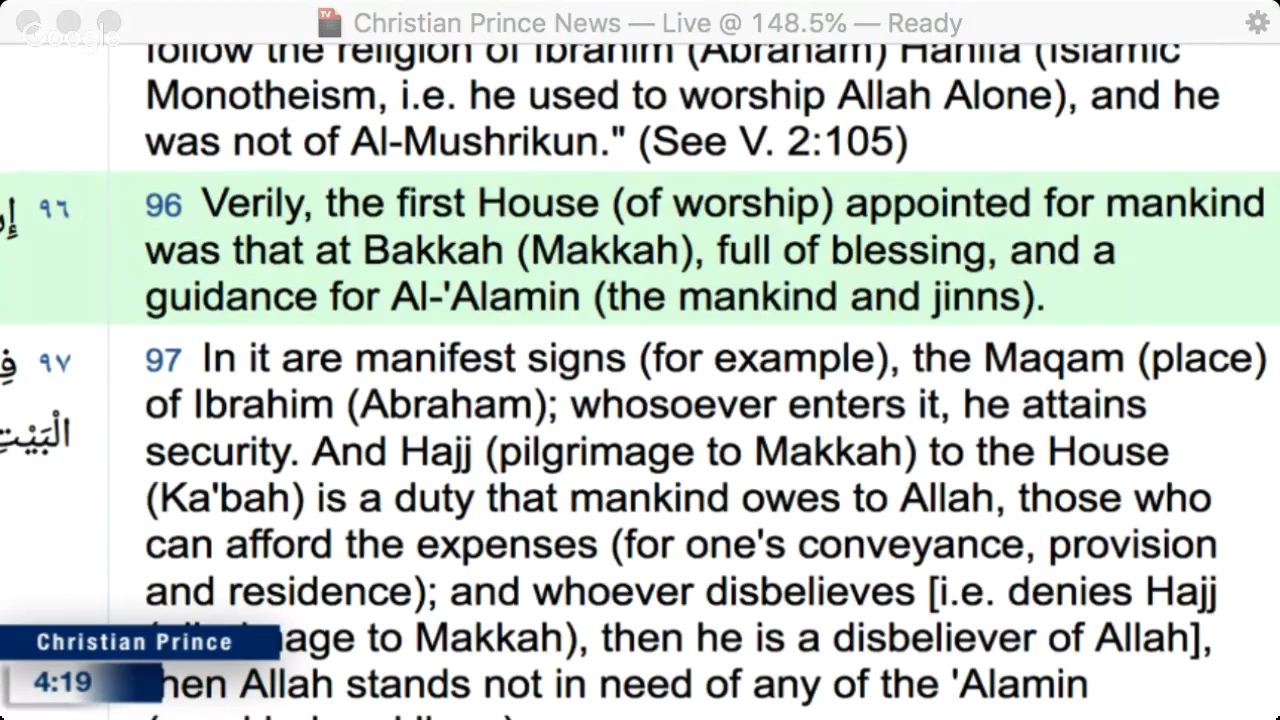 Christian Prince News — Live @ 148.5% — Ready
Google
follow the religion of Ibrahim (Abraham) Hanifa (Islamic
Monotheism, i.e. he used to worship Allah Alone), and he
was not of Al-Mushrikun." (See V. 2:105)
٩٦
96 Verily, the first House (of worship) appointed for mankind
was that at Bakkah (Makkah), full of blessing, and a
guidance for Al-'Alamin (the mankind and jinns).
٩٧
97 In it are manifest signs (for example), the Maqam (place)
of Ibrahim (Abraham); whosoever enters it, he attains
الْبَيْتِ
security. And Hajj (pilgrimage to Makkah) to the House
(Ka'bah) is a duty that mankind owes to Allah, those who
can afford the expenses (for one's conveyance, provision
and residence); and whoever disbelieves [i.e. denies Hajj
to Makkah), then he is a disbeliever of Allah],
Christian Prince
4:19
Allah stands not in need of any of the 'Alamin